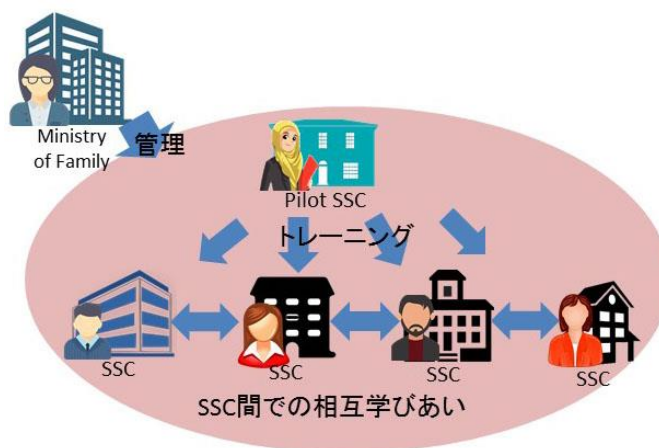 Ministry
of Family
管理
Pilot SSC
トレーニング
SSC
SSC
SSC
SSC
SSC間での相互学びあい